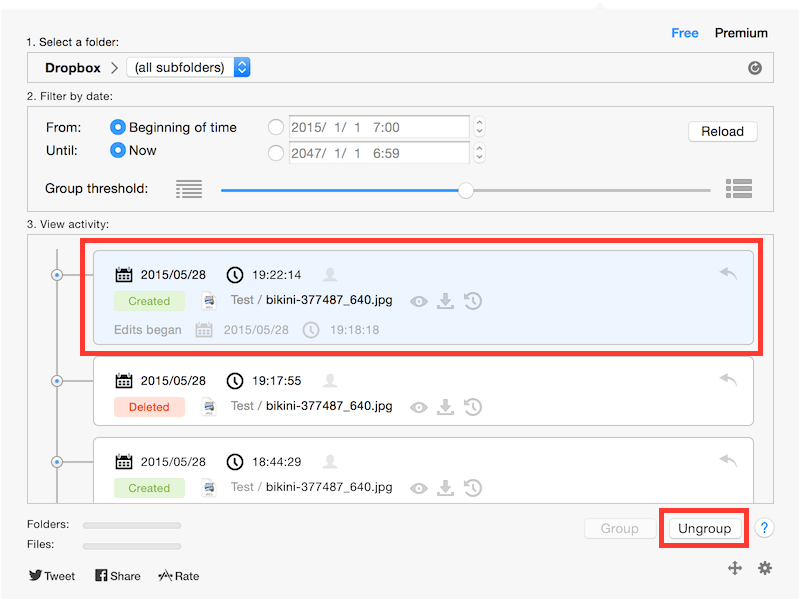 Free Premium
1. Select a folder:
Dropbox (all subfolders)
2. Filter by date:
From: Beginning of time 2015/ 1/ 1 7:00
Until: Now 2047/ 1/ 1 6:59
Reload
Group threshold:
3. View activity:
2015/05/28 19:22:14
Created Test / bikini-377487_640.jpg
Edits began 2015/05/28 19:18:18
2015/05/28 19:17:55
Deleted Test / bikini-377487_640.jpg
2015/05/28 18:44:29
Created Test / bikini-377487_640.jpg
Folders:
Files:
Group Ungroup ?
Tweet Share Rate